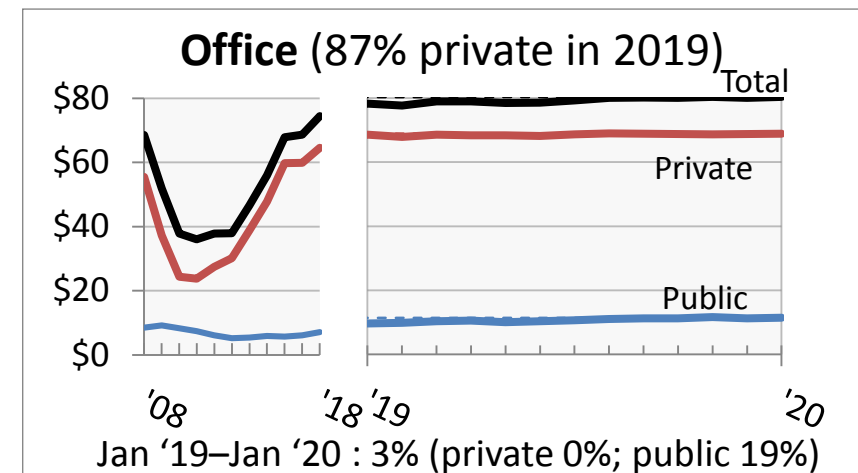 Office (87% private in 2019)
Total
$80
$60
Private
$40
$20
Public
$0
'08
'18
'19
'20
Jan ‘19–Jan ‘20 : 3% (private 0%; public 19%)